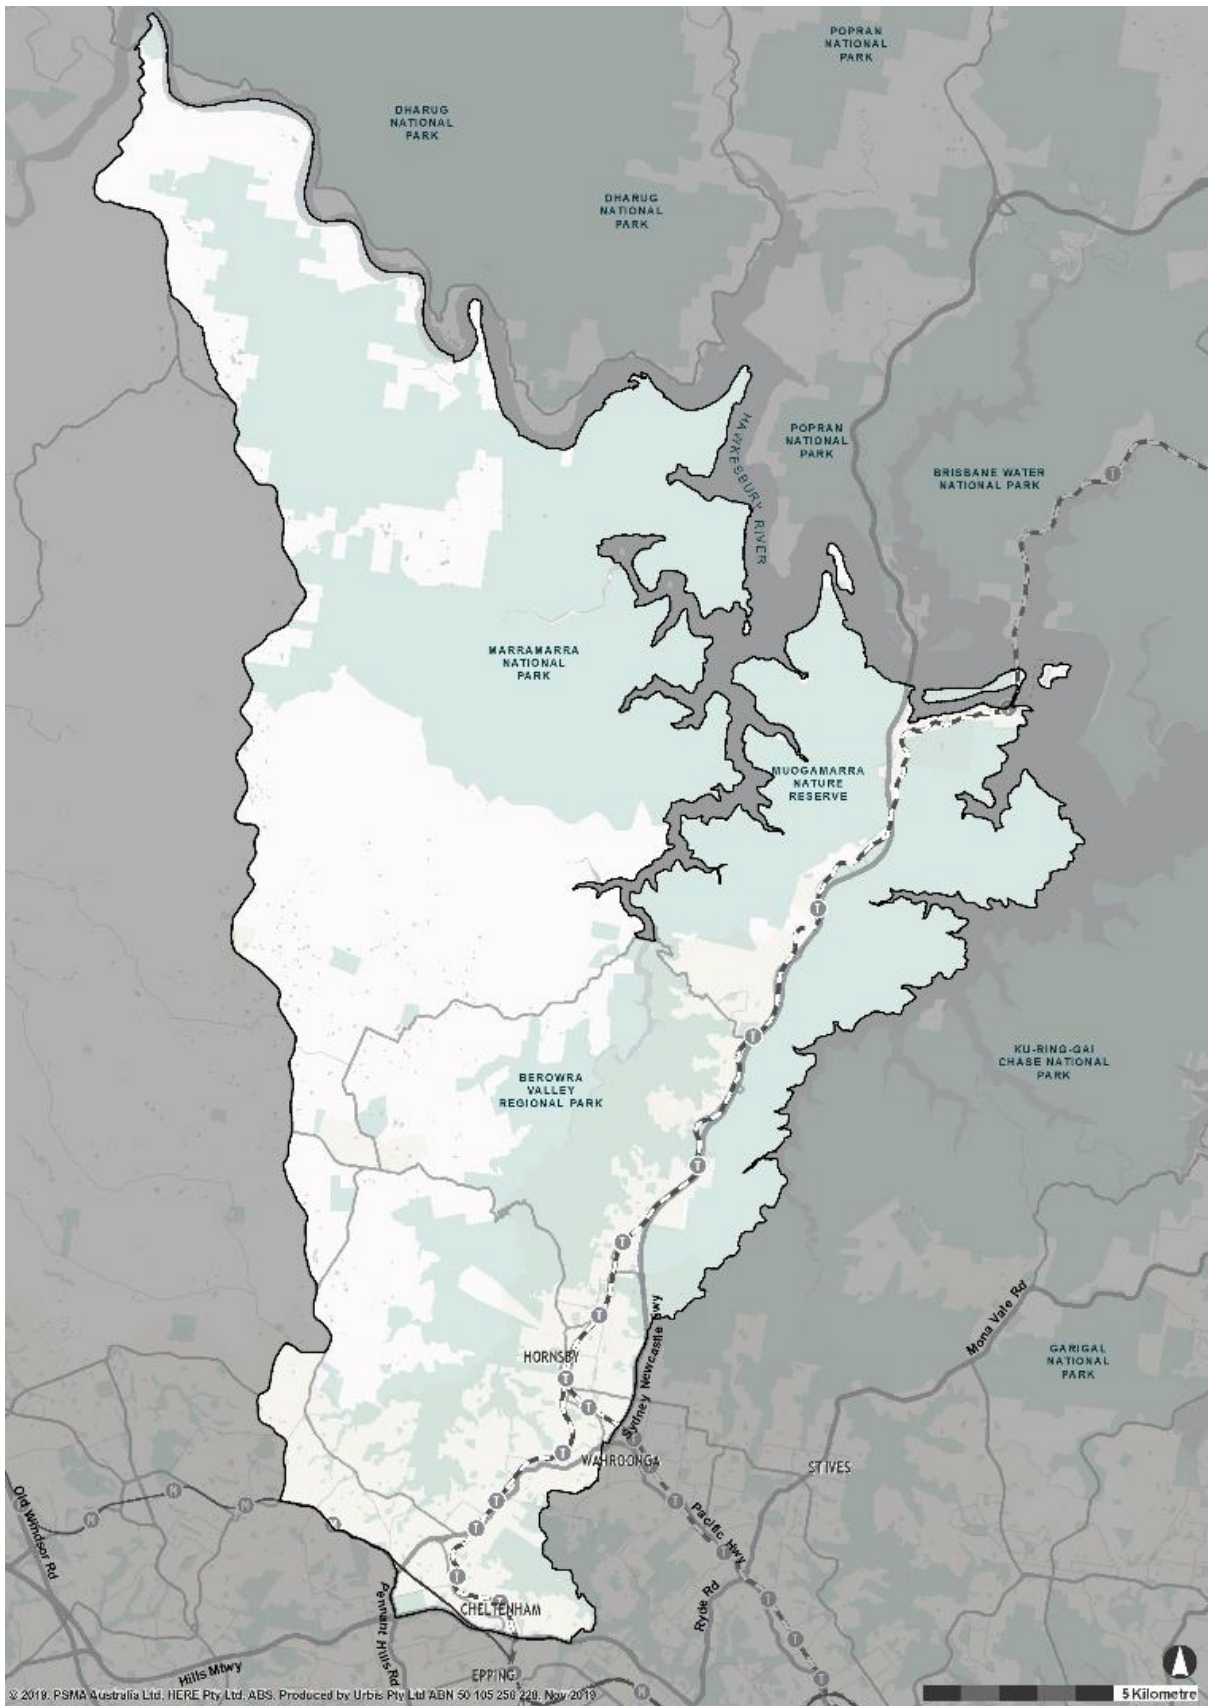 POPRAN
NATIONAL
PARK
DHARUG
NATIONAL
PARK
DHARUG
NATIONAL
PARK
HAWKESBURY RIVER
POPRAN
NATIONAL
PARK
BRISBANE WATER
NATIONAL PARK
T
MARRAMARRA
NATIONAL
PARK
MUOGAMARRA
NATURE
RESERVE
T
T
KU-RING-GAI
CHASE NATIONAL
PARK
BEROWRA
VALLEY
REGIONAL PARK
T
T
T
Sydney Newcastle Fwy
Mona Vale Rd
GARIGAL
NATIONAL
PARK
HORNSBY
T
T
T
T
WAHROONGA
T
ST IVES
Old Windsor Rd
M
M
M
T
T
T
Pacific Hwy
T
T
Ryde Rd
T
CHELTENHAM
Pennant Hills Rd
T
Hills Mtwy
EPPING
T
M
© 2019. PSMA Australia Ltd, HERE Pty Ltd. ABS. Produced by Urbis Pty Ltd ABN 50 105 256 228, Nov 2019
5 Kilometre